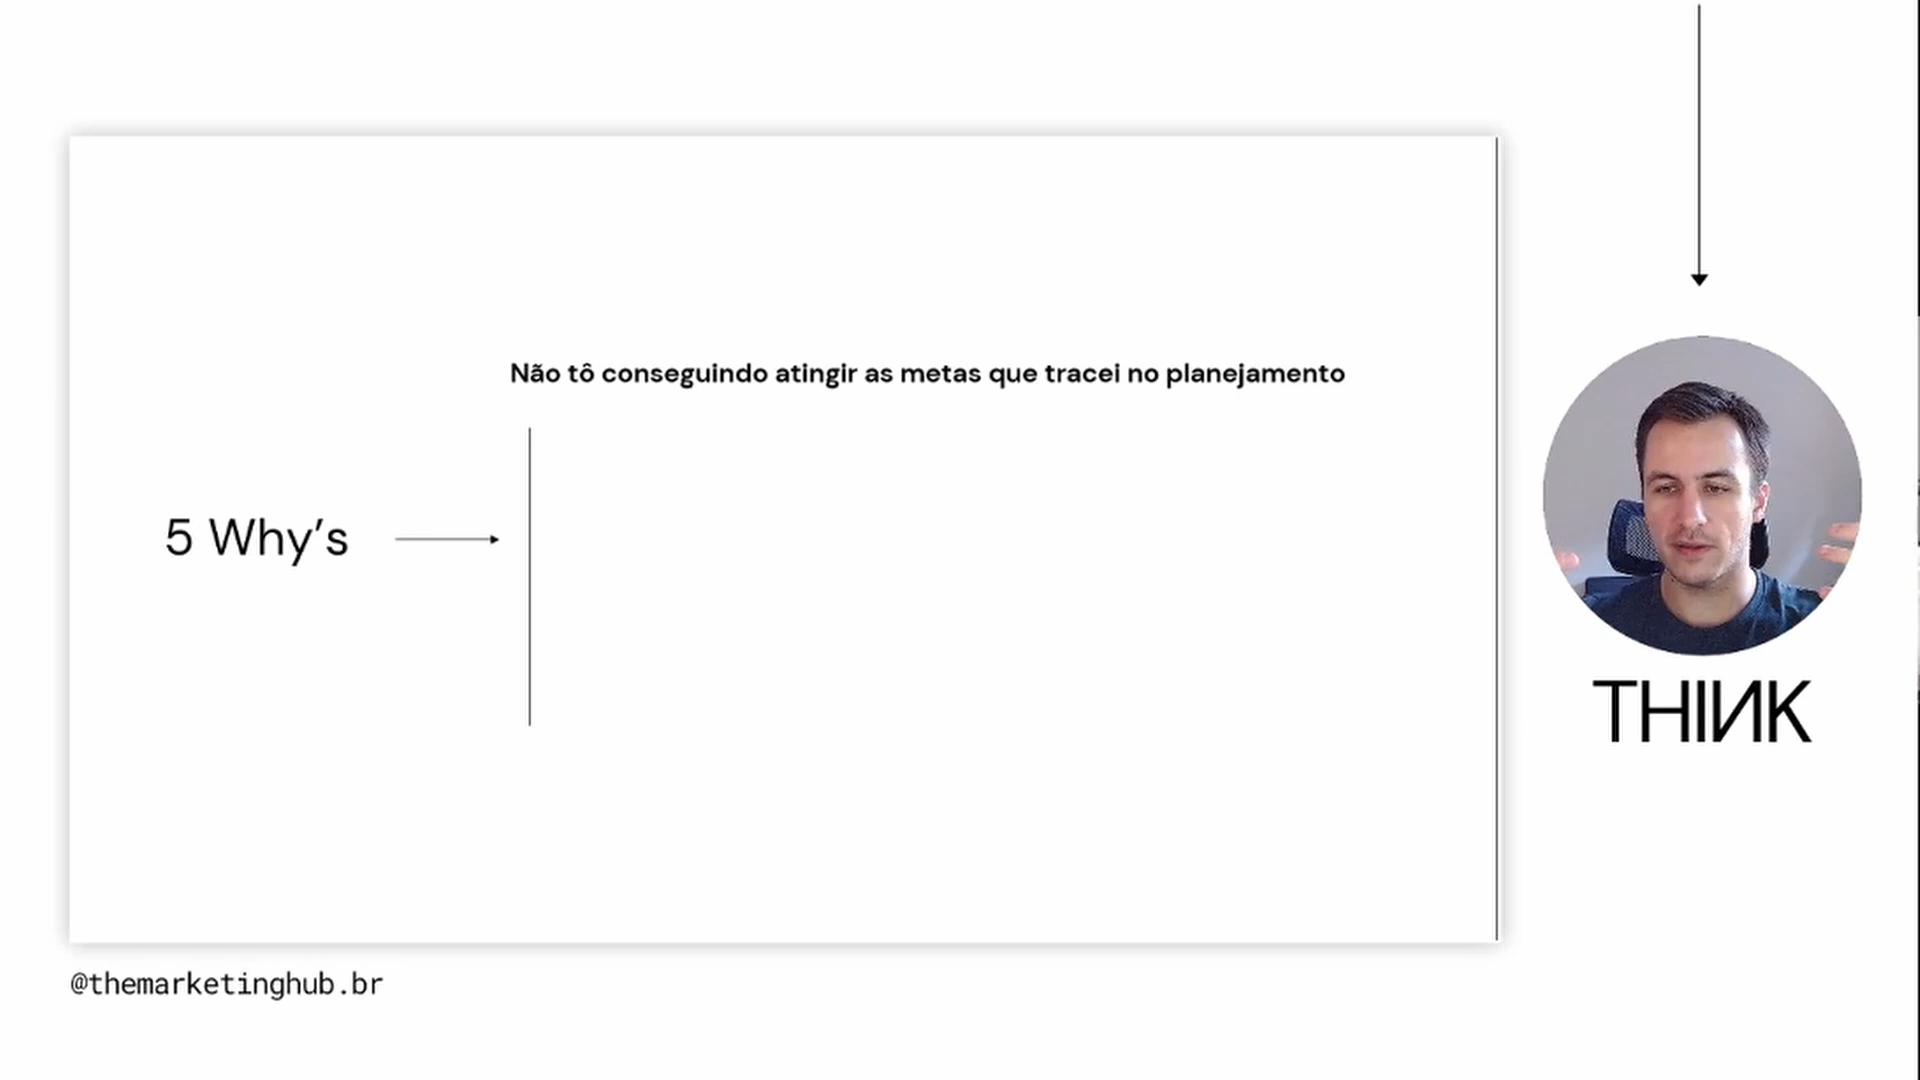 Não tô conseguindo atingir as metas que tracei no planejamento
5 Why's
THINK
@themarketinghub.br